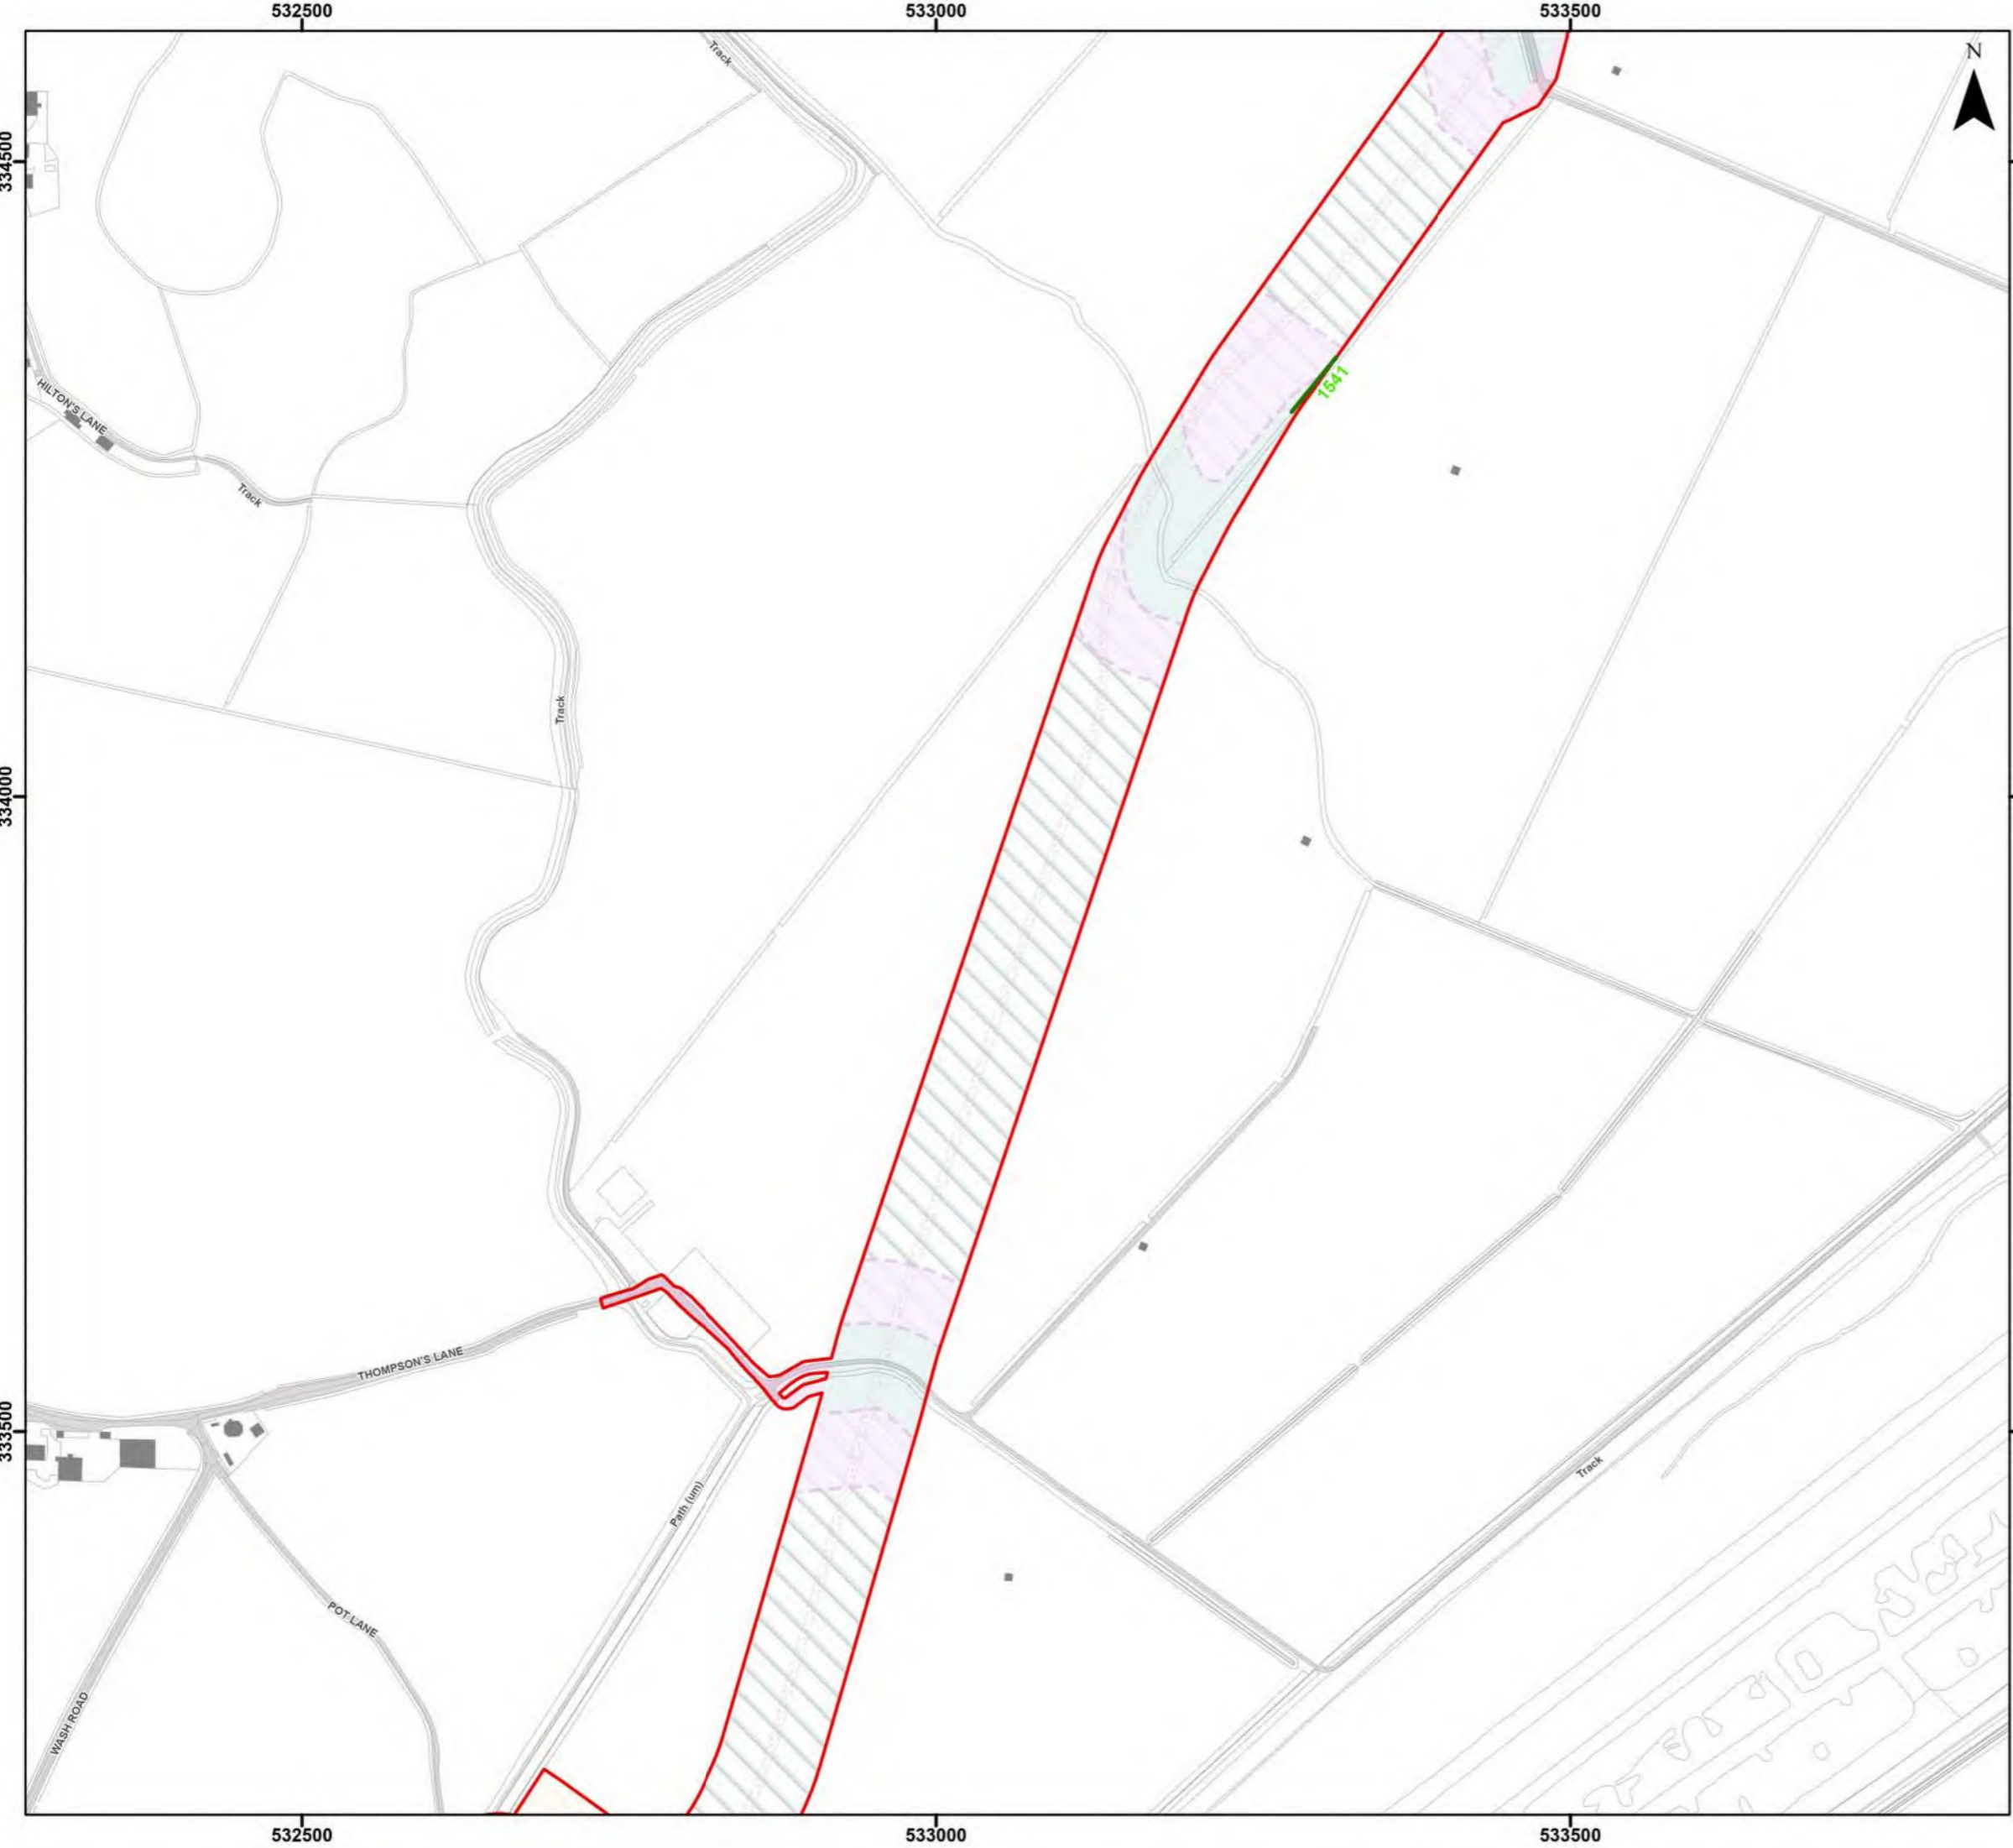 532500
533000
533500
N
Track
334500
1541
HILTON'S LANE
Track
Track
334000
THOMPSON'S LANE
333500
Track
Path (um)
POT LANE
WASH ROAD
532500
533000
533500